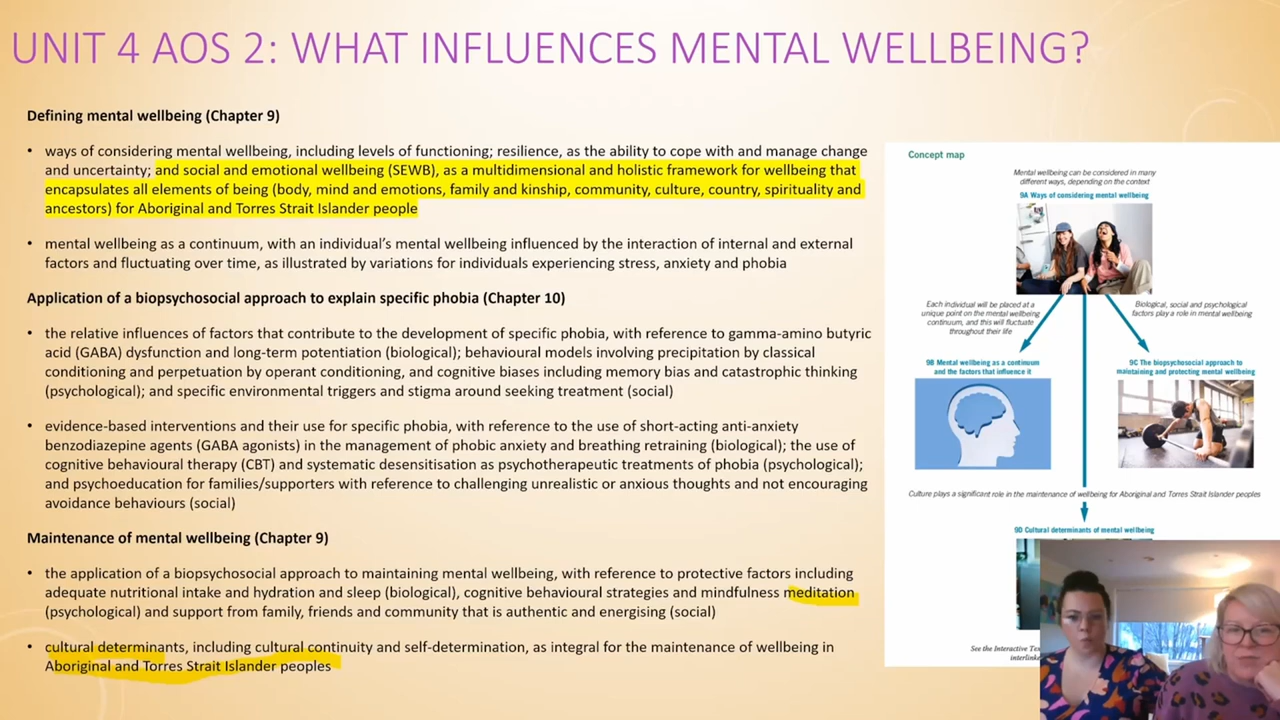 UNIT 4 AOS 2: WHAT INFLUENCES MENTAL WELLBEING?
Defining mental wellbeing (Chapter 9)
• ways of considering mental wellbeing, including levels of functioning; resilience, as the ability to cope with and manage change
and uncertainty; and social and emotional wellbeing (SEWB), as a multidimensional and holistic framework for wellbeing that
encapsulates all elements of being (body, mind and emotions, family and kinship, community, culture, country, spirituality and
ancestors) for Aboriginal and Torres Strait Islander people
• mental wellbeing as a continuum, with an individual's mental wellbeing influenced by the interaction of internal and external
factors and fluctuating over time, as illustrated by variations for individuals experiencing stress, anxiety and phobia
Application of a biopsychosocial approach to explain specific phobia (Chapter 10)
• the relative influences of factors that contribute to the development of specific phobia, with reference to gamma-amino butyric
acid (GABA) dysfunction and long-term potentiation (biological); behavioural models involving precipitation by classical
conditioning and perpetuation by operant conditioning, and cognitive biases including memory bias and catastrophic thinking
(psychological); and specific environmental triggers and stigma around seeking treatment (social)
• evidence-based interventions and their use for specific phobia, with reference to the use of short-acting anti-anxiety
benzodiazepine agents (GABA agonists) in the management of phobic anxiety and breathing retraining (biological); the use of
cognitive behavioural therapy (CBT) and systematic desensitisation as psychotherapeutic treatments of phobia (psychological);
and psychoeducation for families/supporters with reference to challenging unrealistic or anxious thoughts and not encouraging
avoidance behaviours (social)
Maintenance of mental wellbeing (Chapter 9)
• the application of a biopsychosocial approach to maintaining mental wellbeing, with reference to protective factors including
adequate nutritional intake and hydration and sleep (biological), cognitive behavioural strategies and mindfulness meditation
(psychological) and support from family, friends and community that is authentic and energising (social)
• cultural determinants, including cultural continuity and self-determination, as integral for the maintenance of wellbeing in
Aboriginal and Torres Strait Islander peoples
Concept map
Mental wellbeing can be considered in many
different ways, depending on the context
9A Ways of considering mental wellbeing
Each individual will be placed at a
unique point on the mental wellbeing
continuum, and this will fluctuate
throughout their life
Biological, social and psychological
factors play a role in mental wellbeing
9B Mental wellbeing as a continuum
and the factors that influence it
9C The biopsychosocial approach to
maintaining and protecting mental wellbeing
Culture plays a significant role in the maintenance of wellbeing for Aboriginal and Torres Strait Islander peoples
9D Cultural determinants of mental wellbeing
See the Interactive